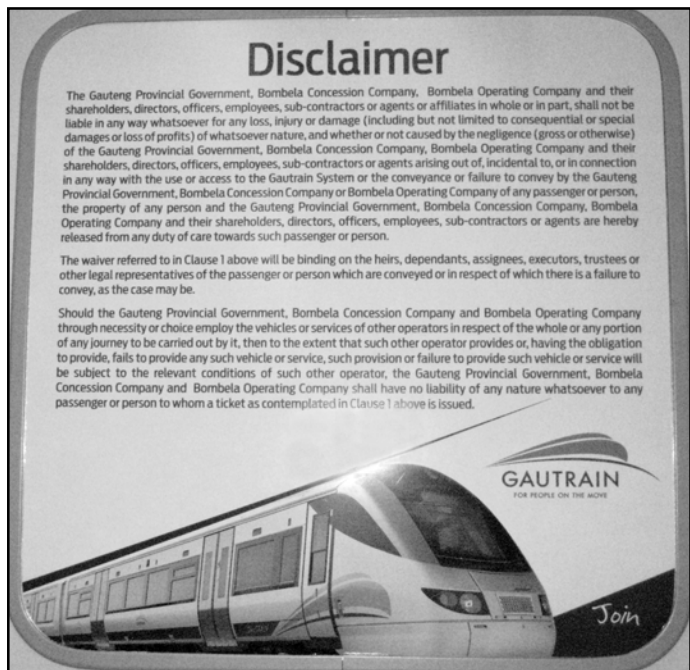 Disclaimer
The Gauteng Provincial Government, Bombela Concession Company, Bombela Operating Company and their
shareholders, directors, officers, employees, sub-contractors or agents or affiliates in whole or in part, shall not be
liable in any way whatsoever for any loss, injury or damage (including but not limited to consequential or special
damages or loss of profits) of whatsoever nature, and whether or not caused by the negligence (gross or otherwise)
of the Gauteng Provincial Government, Bombela Concession Company, Bombela Operating Company and their
shareholders, directors, officers, employees, sub-contractors or agents arising out of, incidental to, or in connection
in any way with the use or access to the Gautrain System or the conveyance or failure to convey by the Gauteng
Provincial Government, Bombela Concession Company or Bombela Operating Company of any passenger or person,
the property of any person and the Gauteng Provincial Government, Bombela Concession Company, Bombela
Operating Company and their shareholders, directors, officers, employees, sub-contractors or agents are hereby
released from any duty of care towards such passenger or person.
The waiver referred to in Clause 1 above will be binding on the heirs, dependants, assignees, executors, trustees or
other legal representatives of the passenger or person which are conveyed or in respect of which there is a failure to
convey, as the case may be.
Should the Gauteng Provincial Government, Bombela Concession Company and Bombela Operating Company
through necessity or choice employ the vehicles or services of other operators in respect of the whole or any portion
of any journey to be carried out by it, then to the extent that such other operator provides or, having the obligation
to provide, fails to provide any such vehicle or service, such provision or failure to provide such vehicle or service will
be subject to the relevant conditions of such other operator, the Gauteng Provincial Government, Bombela
Concession Company and Bombela Operating Company shall have no liability of any nature whatsoever to any
passenger or person to whom a ticket as contemplated in Clause 1 above is issued.
GAUTRAIN
FOR PEOPLE ON THE MOVE
Join